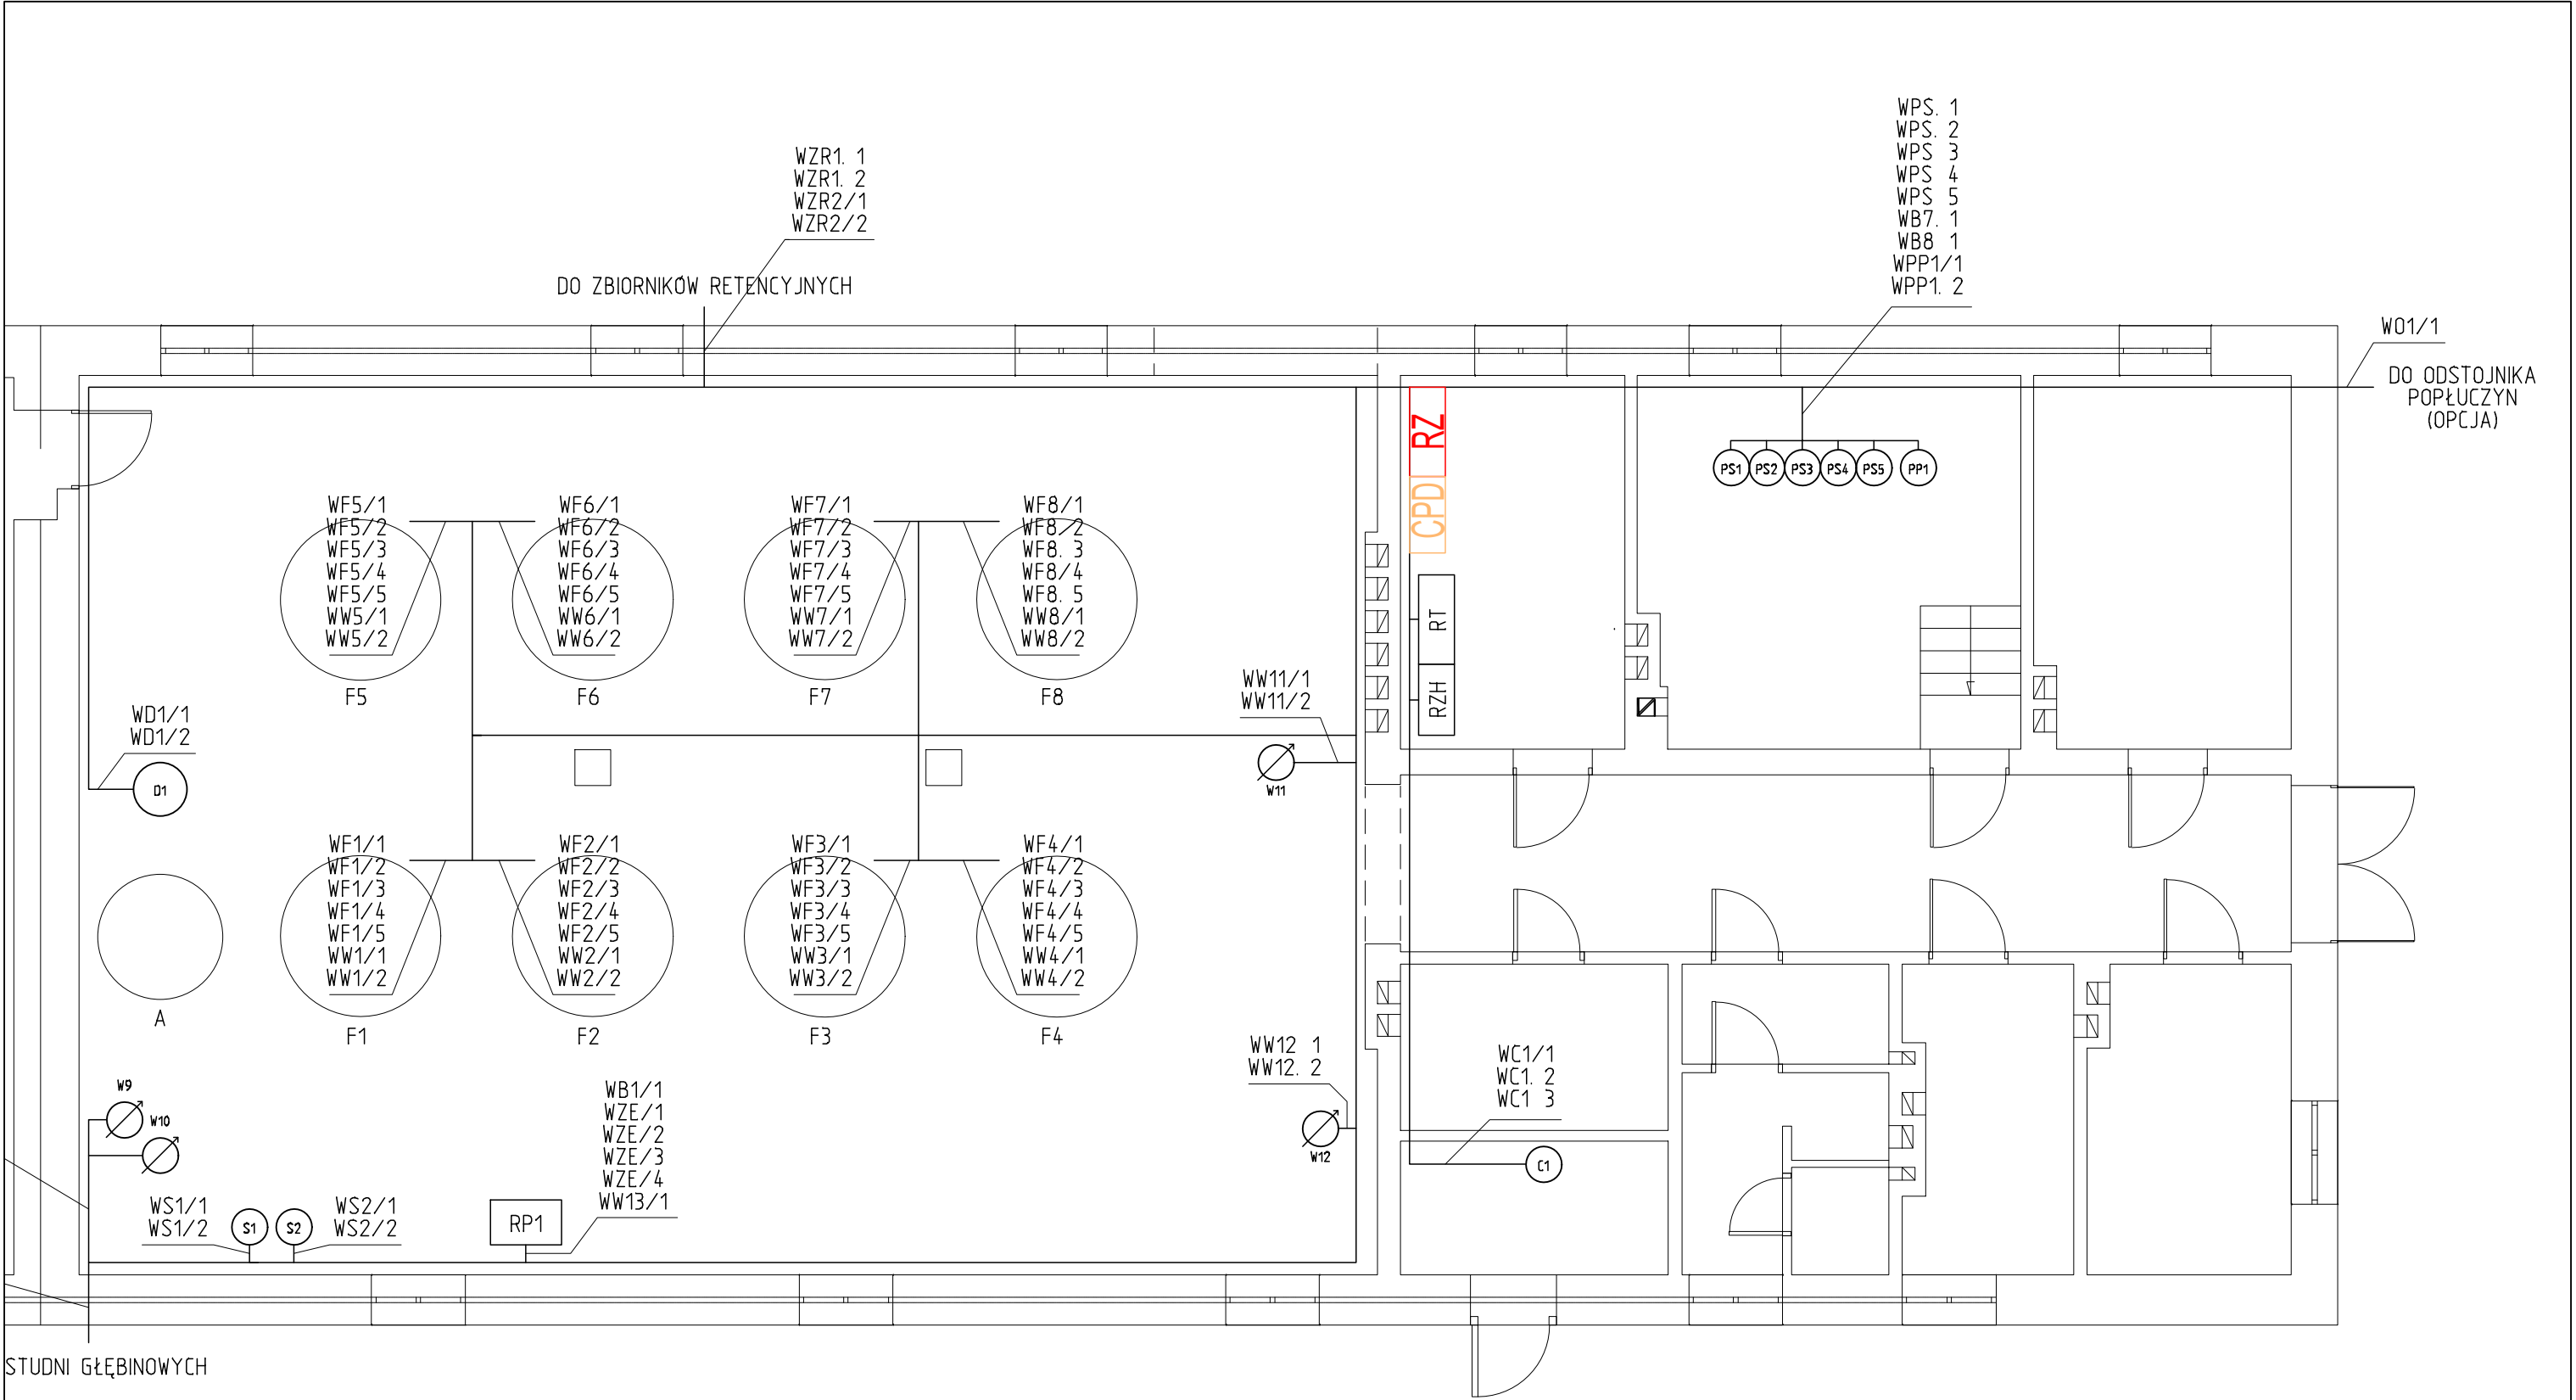 WZR1. 1
WZR1. 2
WZR2/1
WZR2/2
DO ZBIORNIKÓW RETENCYJNYCH
WPS. 1
WPS. 2
WPS 3
WPS 4
WPS 5
WB7. 1
WB8 1
WPP1/1
WPP1. 2
WO1/1
DO ODSTOJNIKA
POPŁUCZYN
(OPCJA)
RZ
CPD
RT
RZH
PS1
PS2
PS3
PS4
PS5
PP1
WF5/1
WF5/2
WF5/3
WF5/4
WF5/5
WW5/1
WW5/2
F5
WF6/1
WF6/2
WF6/3
WF6/4
WF6/5
WW6/1
WW6/2
F6
WF7/1
WF7/2
WF7/3
WF7/4
WF7/5
WW7/1
WW7/2
F7
WF8/1
WF8/2
WF8. 3
WF8/4
WF8. 5
WW8/1
WW8/2
F8
WD1/1
WD1/2
D1
WW11/1
WW11/2
W11
A
WF1/1
WF1/2
WF1/3
WF1/4
WF1/5
WW1/1
WW1/2
F1
WF2/1
WF2/2
WF2/3
WF2/4
WF2/5
WW2/1
WW2/2
F2
WF3/1
WF3/2
WF3/3
WF3/4
WF3/5
WW3/1
WW3/2
F3
WF4/1
WF4/2
WF4/3
WF4/4
WF4/5
WW4/1
WW4/2
F4
W9
W10
WS1/1
WS1/2
S1
S2
WS2/1
WS2/2
RP1
WB1/1
WZE/1
WZE/2
WZE/3
WZE/4
WW13/1
WW12 1
WW12. 2
W12
WC1/1
WC1. 2
WC1 3
C1
STUDNI GŁĘBINOWYCH